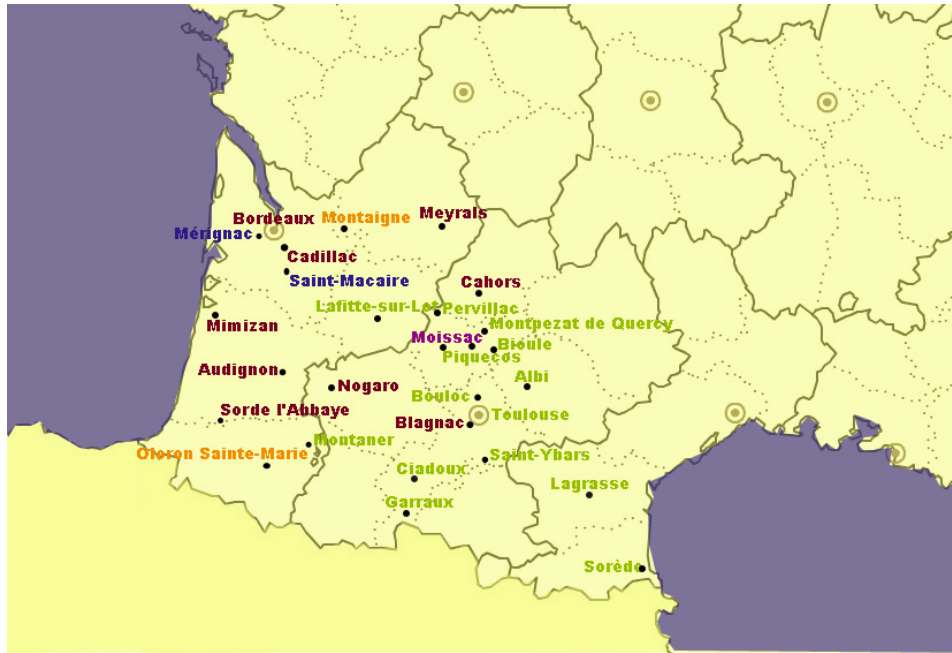 Meyrals
Bordeaux
Montaigne
Mérignac
Cadillac
Saint-Macaire
Cahors
Lafitte-sur-Lot
Pervillac
Mimizan
Montpezat de Quercy
Moissac
Bioule
Piquecos
Audignon
Albi
Nogaro
Bouloc
Sorde l'Abbaye
Toulouse
Blagnac
Montaner
Oloron Sainte-Marie
Saint-Ybars
Ciadoux
Lagrasse
Garraux
Sorède